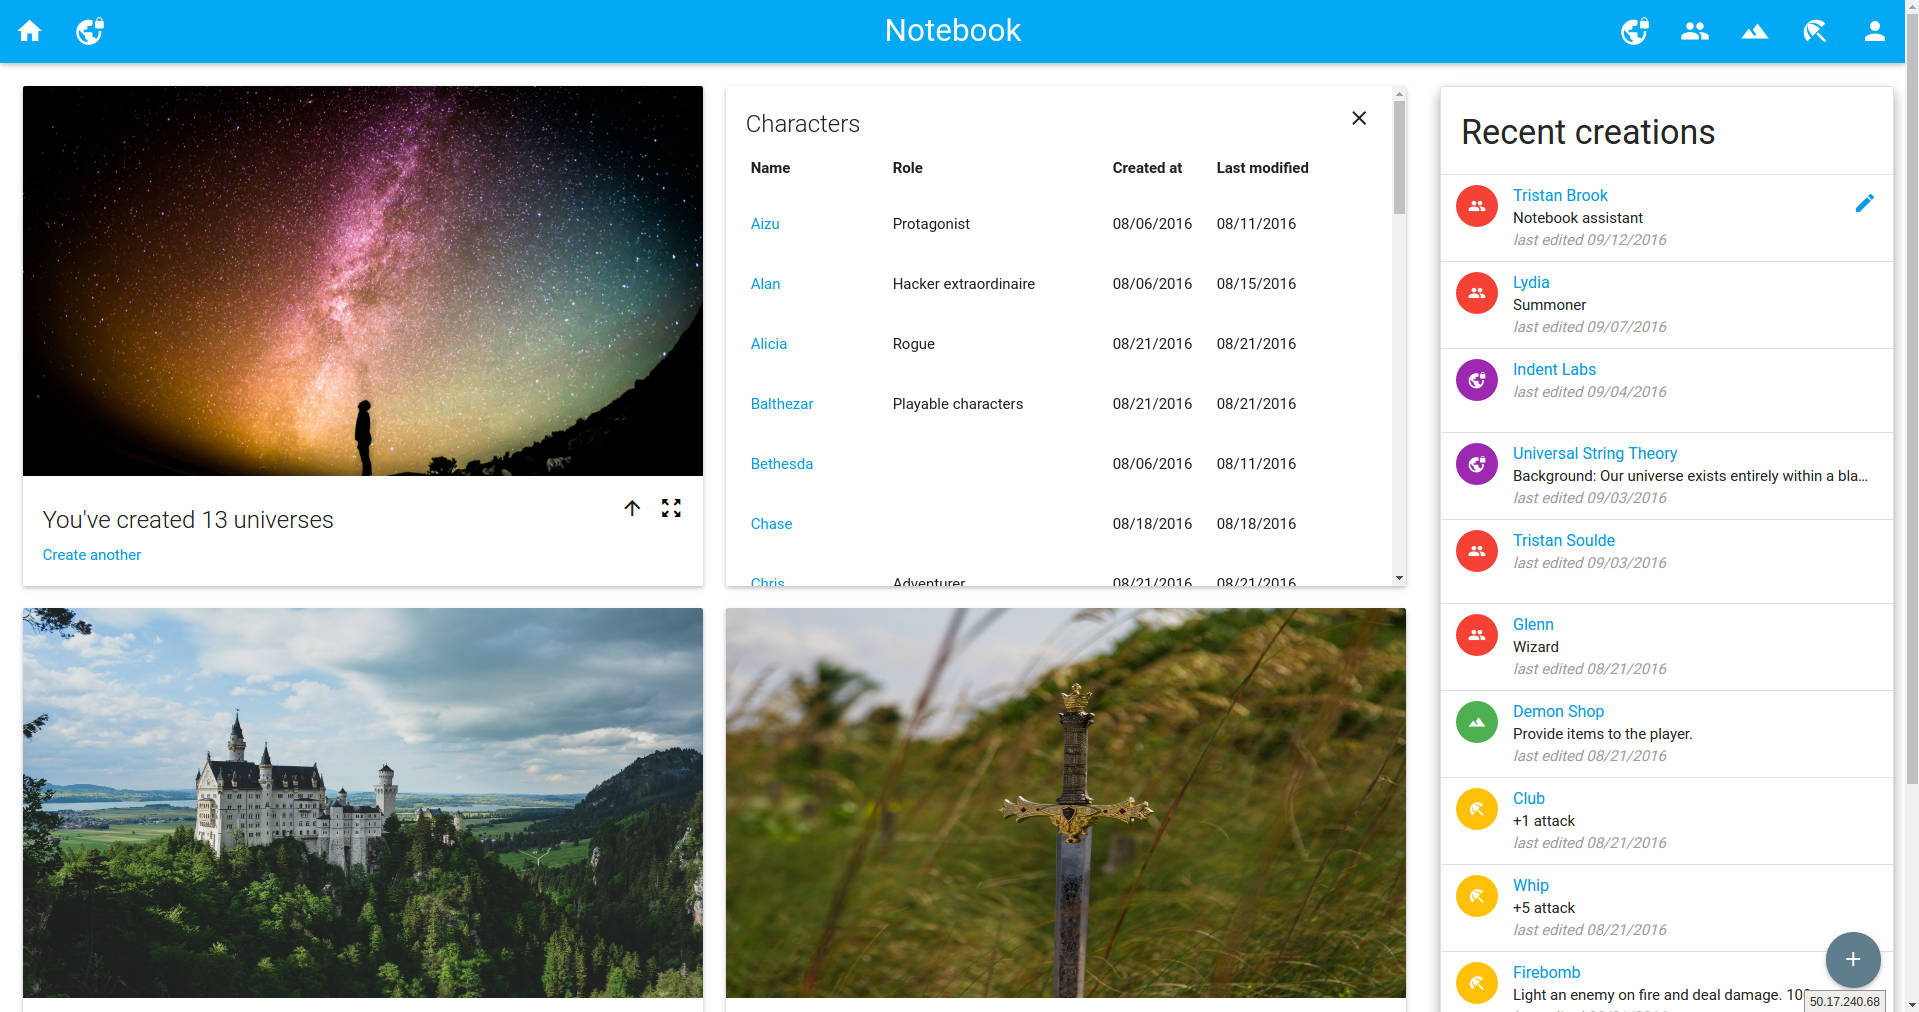 Notebook
You've created 13 universes
Create another
Characters
Name Role Created at Last modified
Aizu Protagonist 08/06/2016 08/11/2016
Alan Hacker extraordinaire 08/06/2016 08/15/2016
Alicia Rogue 08/21/2016 08/21/2016
Balthezar Playable characters 08/21/2016 08/21/2016
Bethesda 08/06/2016 08/11/2016
Chase 08/18/2016 08/18/2016
Chris Adventurer 08/21/2016 08/21/2016
Recent creations
Tristan Brook
Notebook assistant
last edited 09/12/2016
Lydia
Summoner
last edited 09/07/2016
Indent Labs
last edited 09/04/2016
Universal String Theory
Background: Our universe exists entirely within a bla...
last edited 09/03/2016
Tristan Soulde
last edited 09/03/2016
Glenn
Wizard
last edited 08/21/2016
Demon Shop
Provide items to the player.
last edited 08/21/2016
Club
+1 attack
last edited 08/21/2016
Whip
+5 attack
last edited 08/21/2016
Firebomb
Light an enemy on fire and deal damage.
50.17.240.68